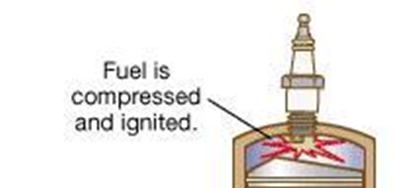 Fuel is
compressed
and ignited.